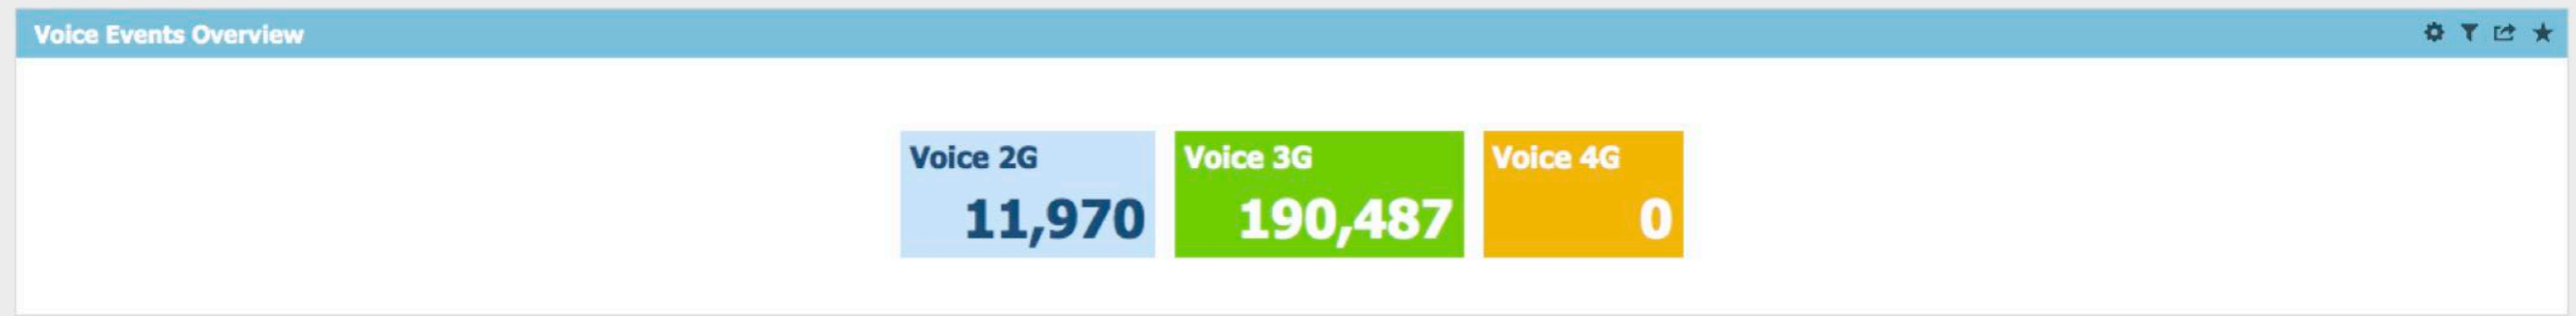 Voice Events Overview
Voice 2G
11,970
Voice 3G
190,487
Voice 4G
0